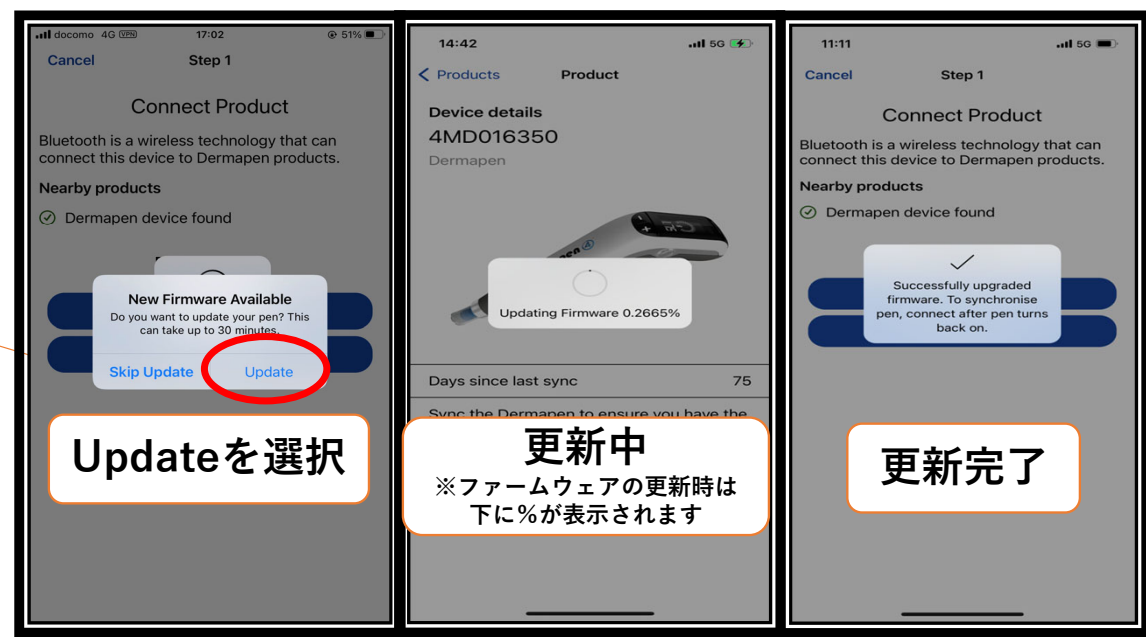 docomo 4G VPN 17:02 51%
Cancel Step 1
Connect Product
Bluetooth is a wireless technology that can
connect this device to Dermapen products.
Nearby products
Dermapen device found
New Firmware Available
Do you want to update your pen? This
can take up to 30 minutes.
Skip Update Update
Updateを選択
14:42 5G
Products Product
Device details
4MD016350
Dermapen
Updating Firmware 0.2665%
Days since last sync 75
Sync the Dermapen to ensure you have the
更新中
※ファームウェアの更新時は
下に%が表示されます
11:11 5G
Cancel Step 1
Connect Product
Bluetooth is a wireless technology that can
connect this device to Dermapen products.
Nearby products
Dermapen device found
Successfully upgraded
firmware. To synchronise
pen, connect after pen turns
back on.
更新完了